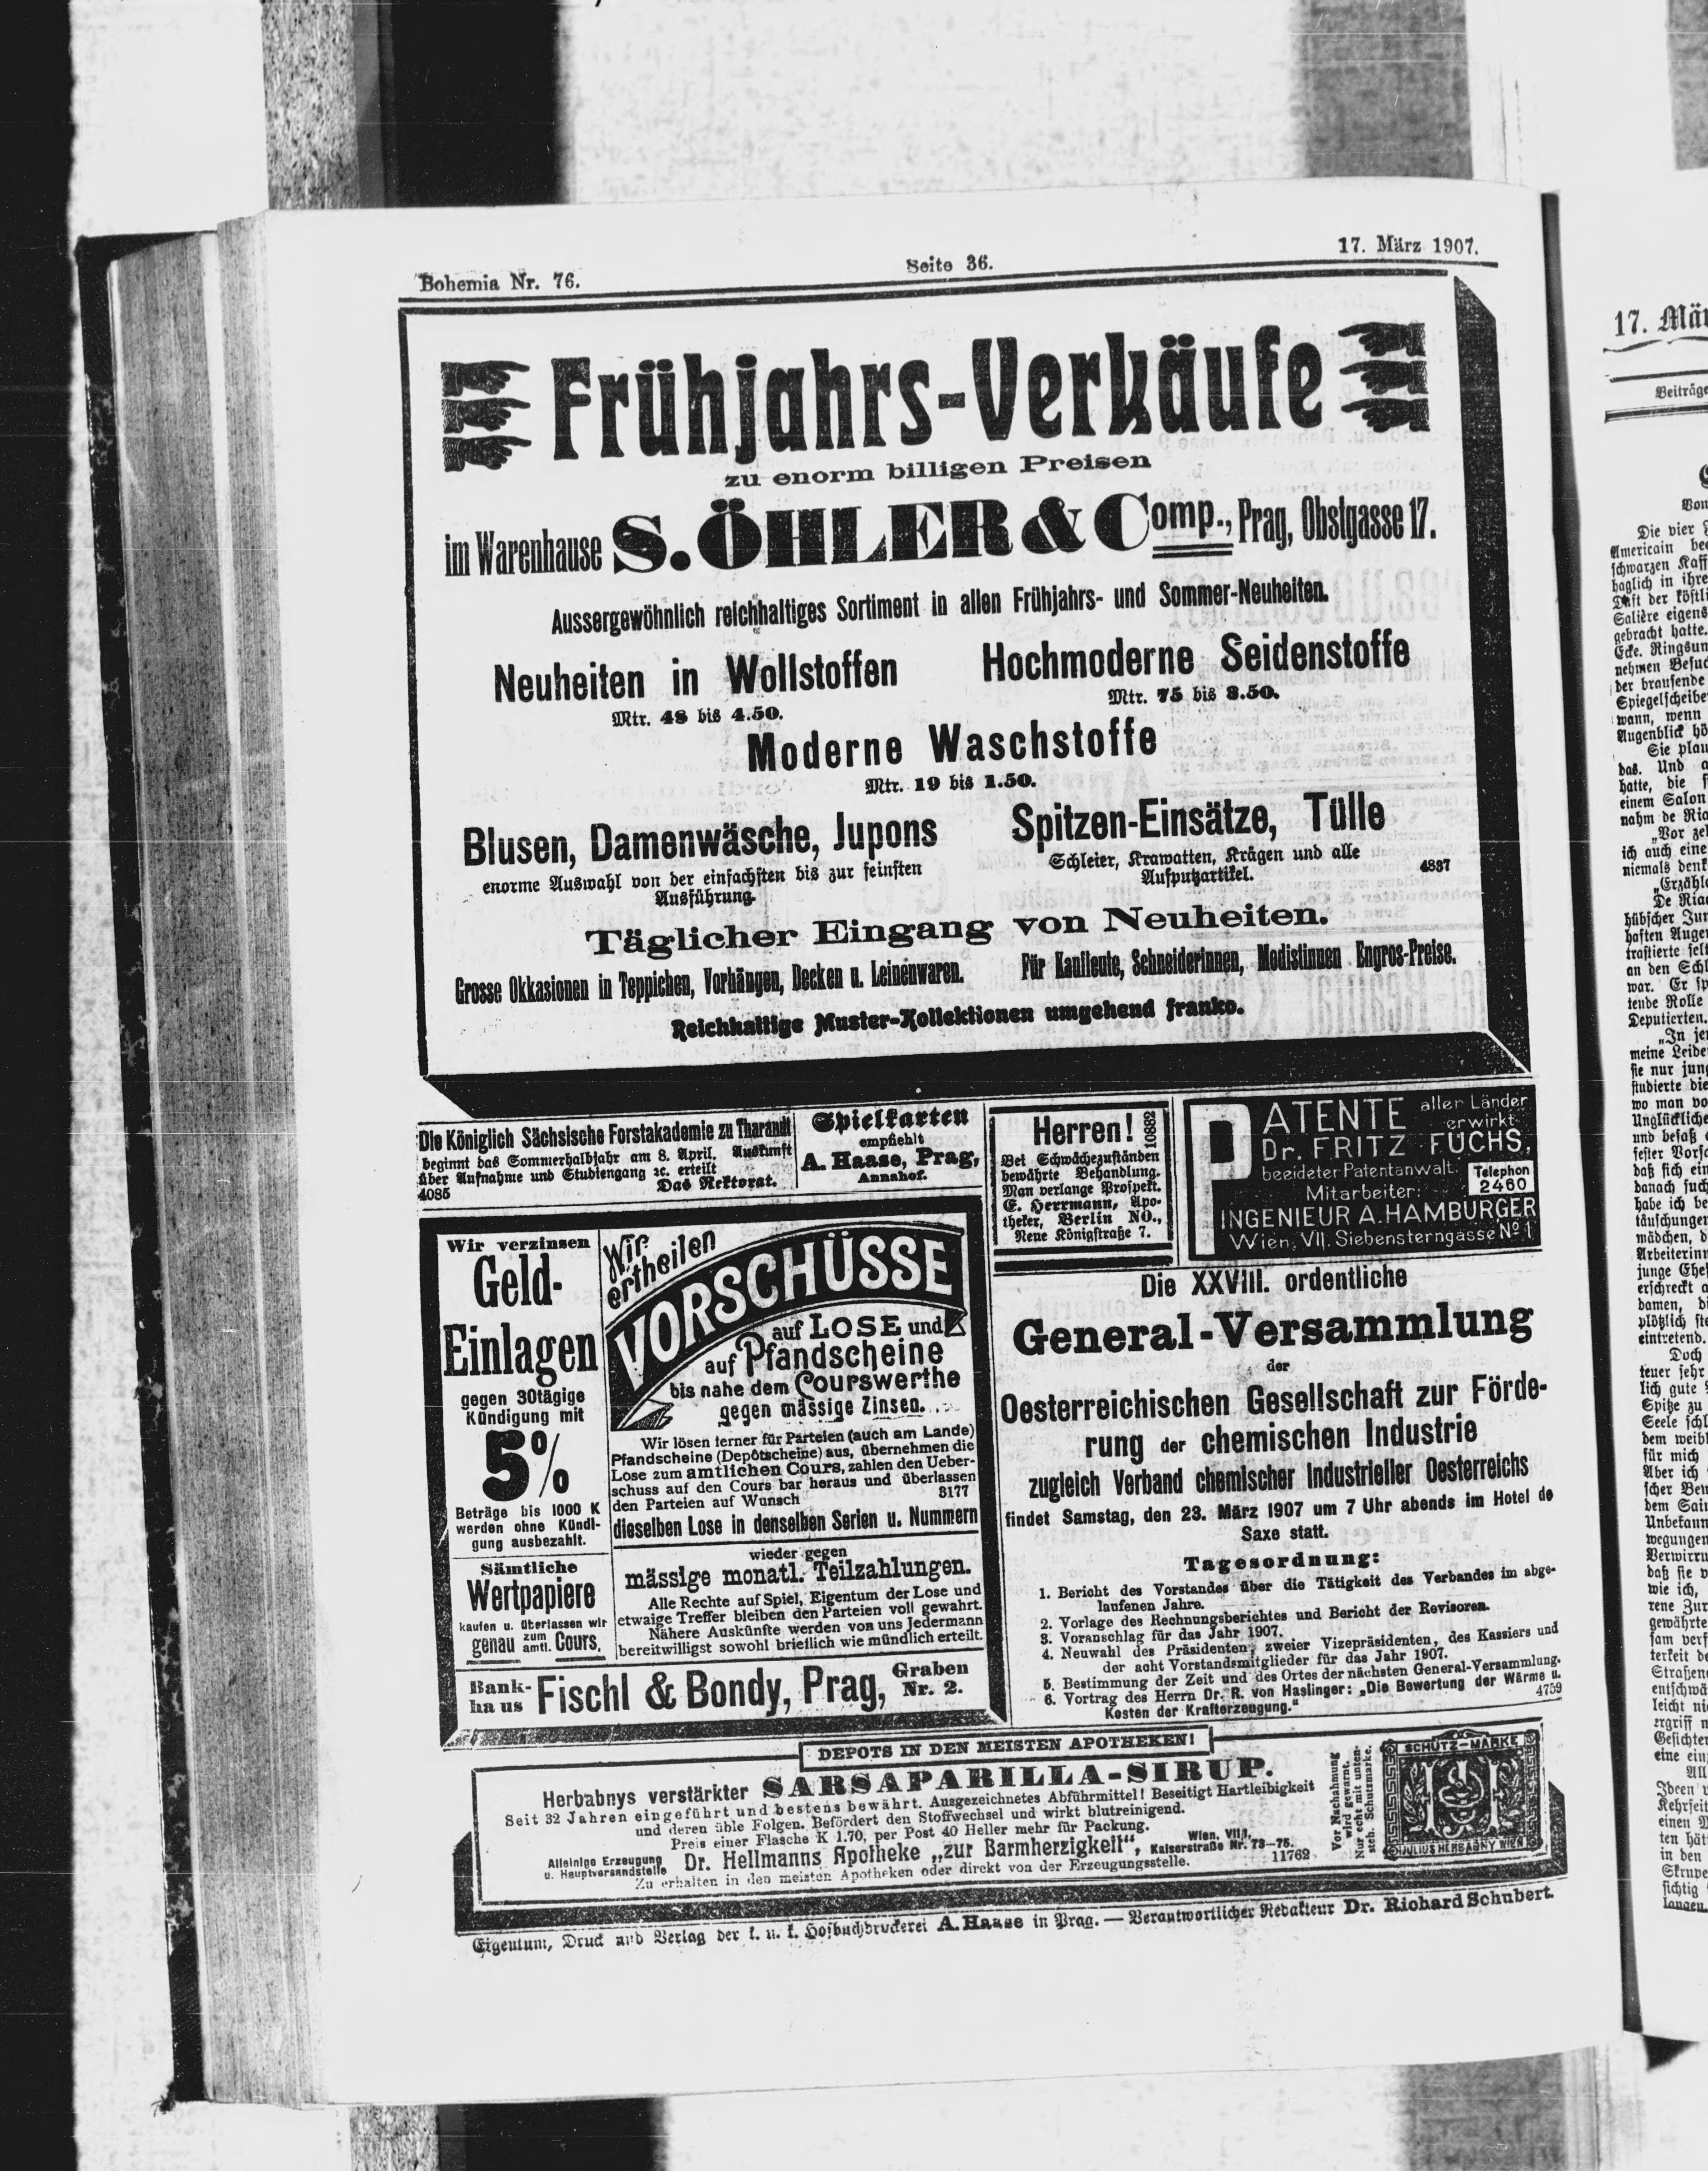 Bohemia Nr. 76.
Seite 36.
17. März 1907.
Frühjahrs-Verkäufe
zu enorm billigen Preisen
im Warenhause S. ÖHLER & Comp., Prag, Obstgasse 17.
Aussergewöhnlich reichhaltiges Sortiment in allen Frühjahrs- und Sommer-Neuheiten.
Neuheiten in Wollstoffen
Mtr. 48 bis 4.50.
Hochmoderne Seidenstoffe
Mtr. 75 bis 3.50.
Moderne Waschstoffe
Mtr. 19 bis 1.50.
Blusen, Damenwäsche, Jupons
enorme Auswahl von der einfachsten bis zur feinsten
Ausführung.
Spitzen-Einsätze, Tülle
Schleier, Krawatten, Krägen und alle
Aufputzartikel.
4337
Täglicher Eingang von Neuheiten.
Grosse Okkasionen in Teppichen, Vorhängen, Decken u. Leinenwaren.
Für Kaufleute, Schneiderinnen, Modistinnen Engros-Preise.
Reichhaltige Muster-Kollektionen umgehend franko.
Die Königlich Sächsische Forstakademie zu Tharandt
beginnt das Sommerhalbjahr am 8. April. Auskunft
über Aufnahme und Studiengang 2c. erteilt
4085 Das Rektorat.
Spielkarten
empfiehlt
A. Haase, Prag,
Annahof.
Herren!
10882
Bei Schwächezuständen
bewährte Behandlung.
Man verlange Prospekt.
E. Herrmann, Apo-
theker, Berlin NO.,
Neue Königstraße 7.
PATENTE aller Länder
erwirkt
Dr. FRITZ FUCHS,
beeideter Patentanwalt.
Telephon
2460
Mitarbeiter:
INGENIEUR A. HAMBURGER
Wien, VII. Siebensterngasse No. 1
Wir verzinsen
Geld-
Einlagen
gegen 30tägige
Kündigung mit
5%
Beträge bis 1000 K
werden ohne Kündi-
gung ausbezahlt.
Sämtliche
Wertpapiere
kaufen u. überlassen wir
genau zum amtl. Cours.
Wir
ertheilen
VORSCHÜSSE
auf LOSE und
auf Pfandscheine
bis nahe dem Courswerthe
gegen mässige Zinsen.
Wir lösen ferner für Parteien (auch am Lande)
Pfandscheine (Depôtscheine) aus, übernehmen die
Lose zum amtlichen Cours, zahlen den Ueber-
schuss auf den Cours bar heraus und überlassen
den Parteien auf Wunsch 3177
dieselben Lose in denselben Serien u. Nummern
wieder gegen
mässige monatl. Teilzahlungen.
Alle Rechte auf Spiel, Eigentum der Lose und
etwaige Treffer bleiben den Parteien voll gewahrt.
Nähere Auskünfte werden von uns Jedermann
bereitwilligst sowohl brieflich wie mündlich erteilt.
Bank-
haus Fischl & Bondy, Prag, Graben
Nr. 2.
Die XXVIII. ordentliche
General-Versammlung
der
Oesterreichischen Gesellschaft zur Förde-
rung der chemischen Industrie
zugleich Verband chemischer Industrieller Oesterreichs
findet Samstag, den 23. März 1907 um 7 Uhr abends im Hotel de
Saxe statt.
Tagesordnung:
1. Bericht des Vorstandes über die Tätigkeit des Verbandes im abge-
laufenen Jahre.
2. Vorlage des Rechnungsberichtes und Bericht der Revisoren.
3. Voranschlag für das Jahr 1907.
4. Neuwahl des Präsidenten, zweier Vizepräsidenten, des Kassiers und
der acht Vorstandsmitglieder für das Jahr 1907.
5. Bestimmung der Zeit und des Ortes der nächsten General-Versammlung.
6. Vortrag des Herrn Dr. R. von Haslinger: „Die Bewertung der Wärme u.
Kosten der Krafterzeugung.“ 4759
DEPOTS IN DEN MEISTEN APOTHEKEN!
Herbabnys verstärkter SARSAPARILLA-SIRUP.
Seit 32 Jahren eingeführt und bestens bewährt. Ausgezeichnetes Abführmittel! Beseitigt Hartleibigkeit
und deren üble Folgen. Befördert den Stoffwechsel und wirkt blutreinigend.
Preis einer Flasche K 1.70, per Post 40 Heller mehr für Packung.
Alleinige Erzeugung
u. Hauptversandstelle Dr. Hellmanns Apotheke „zur Barmherzigkeit“, Wien, VII/1,
Kaiserstraße Nr. 73–75.
Zu erhalten in den meisten Apotheken oder direkt von der Erzeugungsstelle. 11762
Vor Nachahmung
wird gewarnt.
Nur echt mit unten-
steh. Schutzmarke.
SCHUTZ-MARKE
JULIUS HERBABNY WIEN
Eigentum, Druck und Verlag der k. u. k. Hofbuchdruckerei A. Haase in Prag. — Verantwortlicher Redakteur Dr. Richard Schubert.
17. Mär
Beiträge